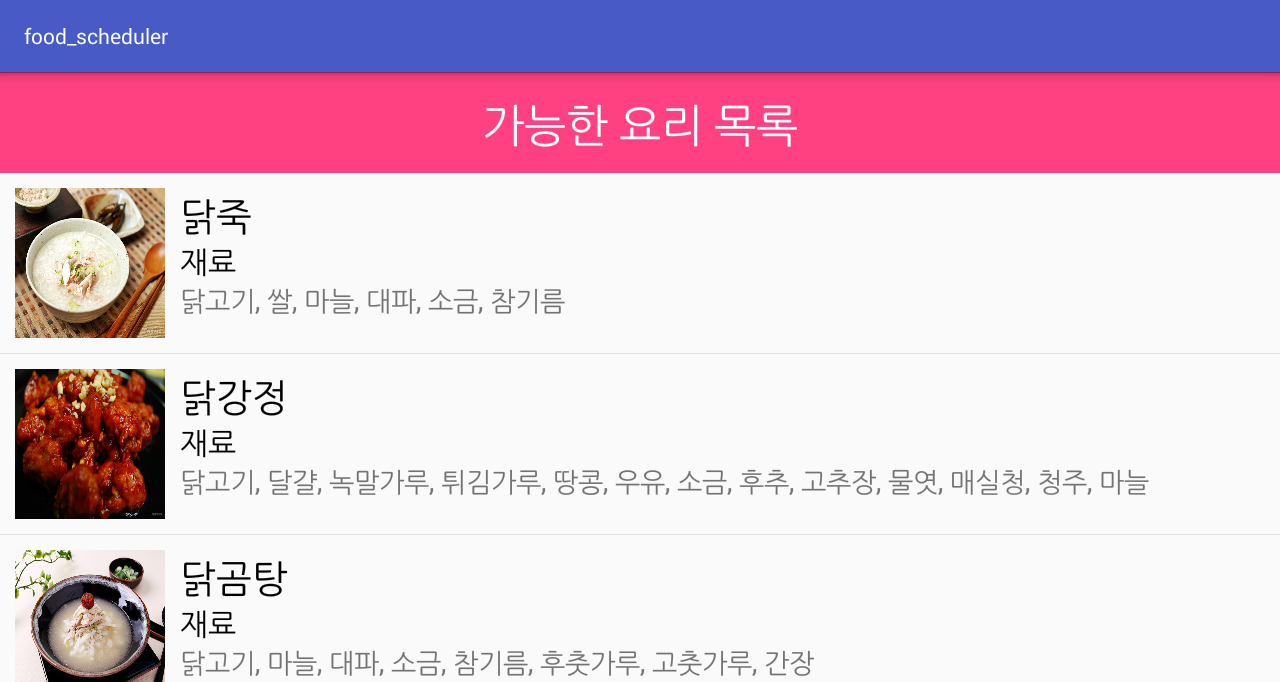 food_scheduler
가능한 요리 목록
닭죽
재료
닭고기, 쌀, 마늘, 대파, 소금, 참기름
닭강정
재료
닭고기, 달걀, 녹말가루, 튀김가루, 땅콩, 우유, 소금, 후추, 고추장, 물엿, 매실청, 청주, 마늘
닭곰탕
재료
닭고기, 마늘, 대파, 소금, 참기름, 후춧가루, 고춧가루, 간장